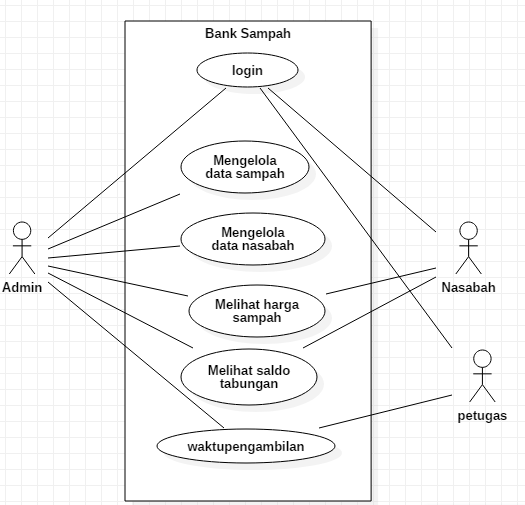 Bank Sampah
login
Mengelola
data sampah
Mengelola
data nasabah
Admin
Nasabah
Melihat harga
sampah
Melihat saldo
tabungan
petugas
waktupengambilan